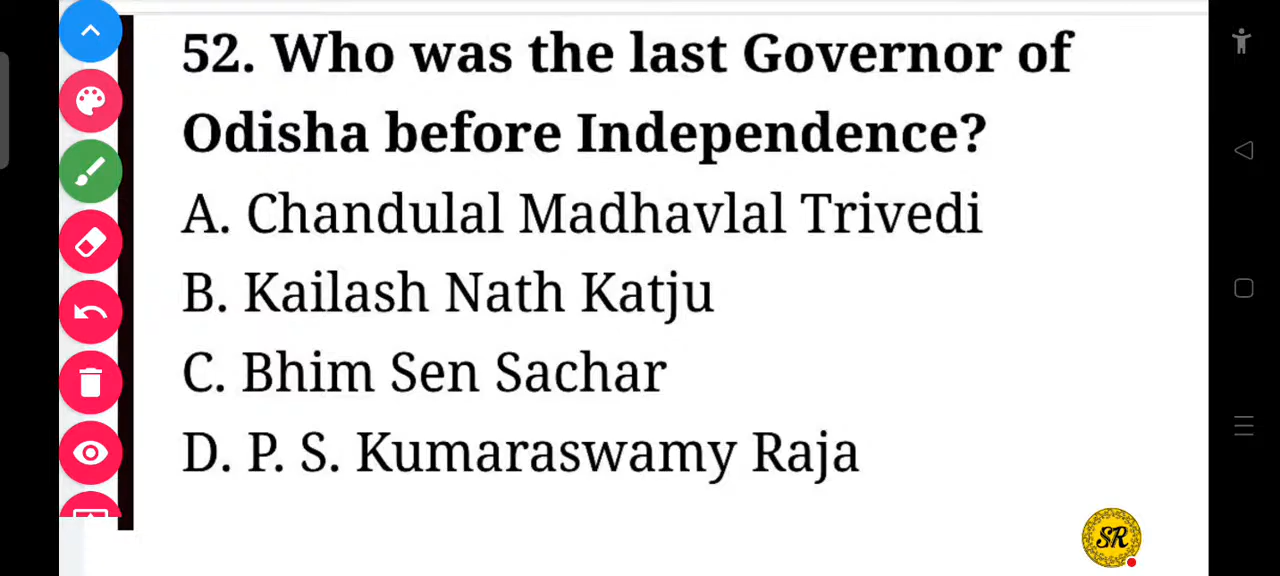 52. Who was the last Governor of
Odisha before Independence?
A. Chandulal Madhavlal Trivedi
B. Kailash Nath Katju
C. Bhim Sen Sachar
D. P. S. Kumaraswamy Raja
SR